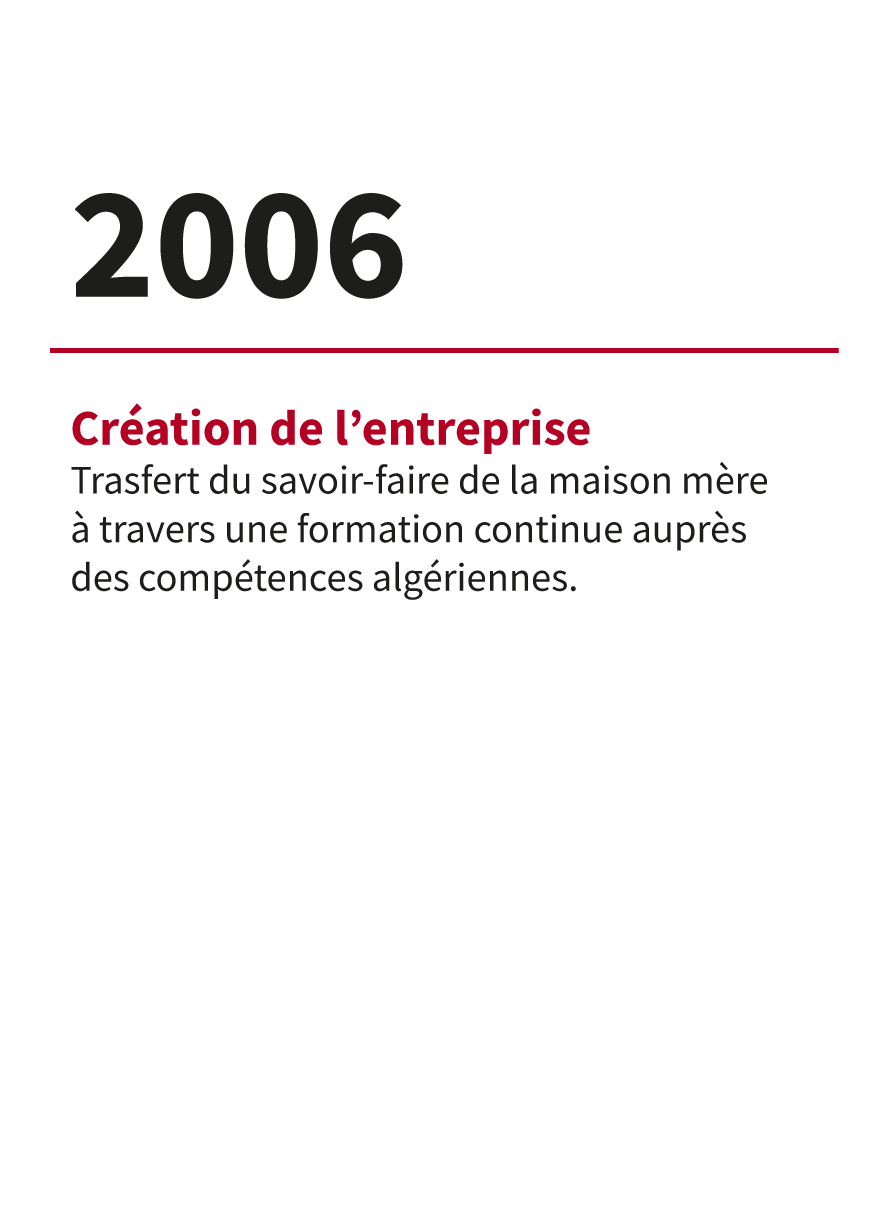 2006
Création de l’entreprise
Trasfert du savoir-faire de la maison mère
à travers une formation continue auprès
des compétences algériennes.